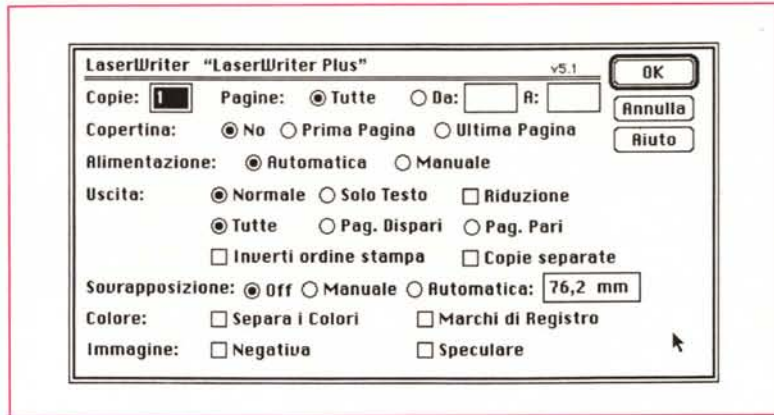 LaserWriter "LaserWriter Plus" v5.1 OK
Copie: 1 Pagine: Tutte Da: A: Annulla
Copertina: No Prima Pagina Ultima Pagina Aiuto
Alimentazione: Automatica Manuale
Uscita: Normale Solo Testo Riduzione
Tutte Pag. Dispari Pag. Pari
Inverti ordine stampa Copie separate
Sovrapposizione: Off Manuale Automatica: 76,2 mm
Colore: Separa i Colori Marchi di Registro
Immagine: Negativa Speculare